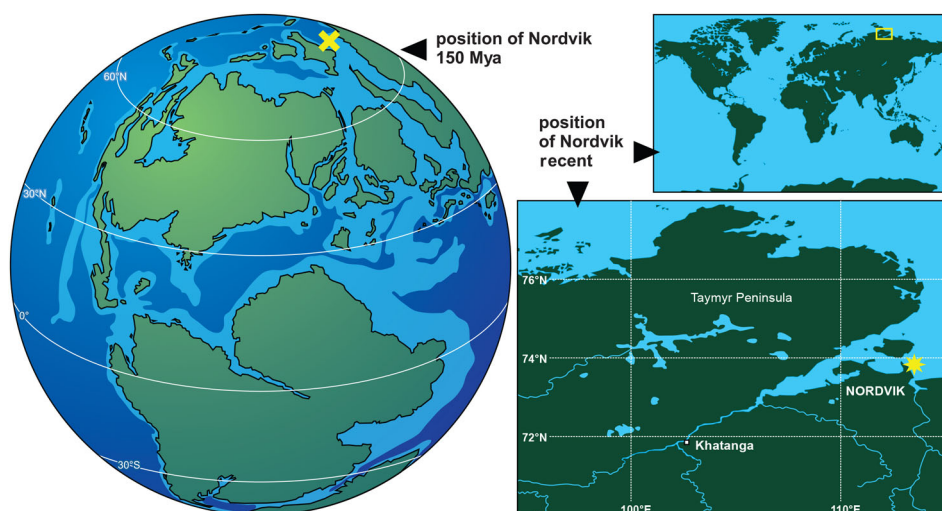 position of Nordvik
150 Mya
60°N
30°N
0°
30°S
position
of Nordvik
recent
76°N
Taymyr Peninsula
74°N
NORDVIK
72°N
Khatanga
100°E
110°E